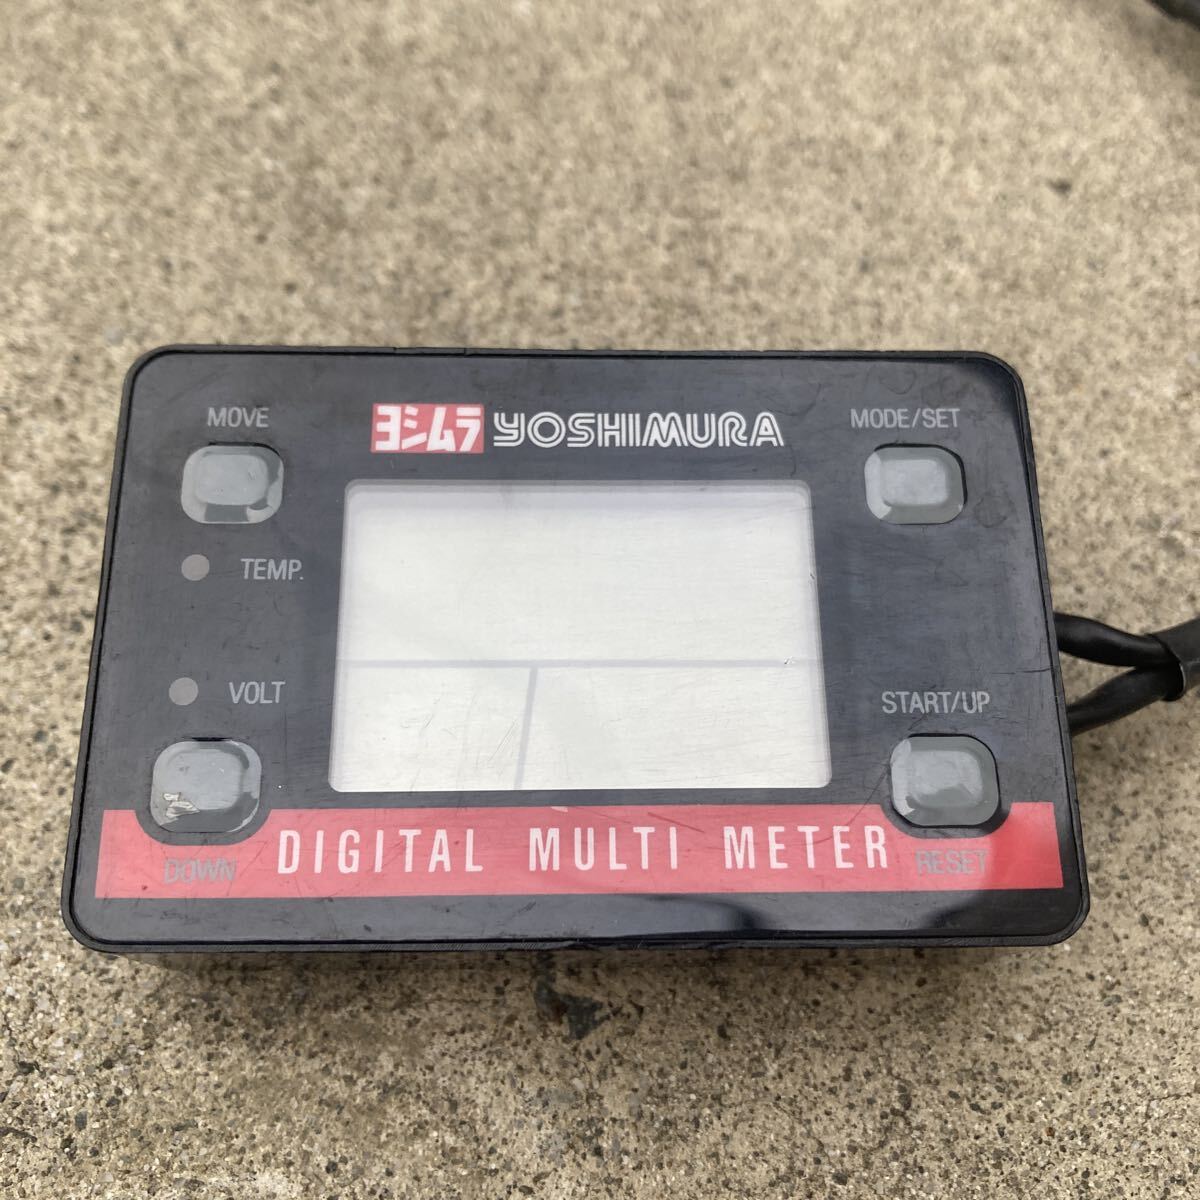 MOVE
ヨシムラ YOSHIMURA
MODE/SET
TEMP.
VOLT
START/UP
DIGITAL MULTI METER
DOWN
RESET